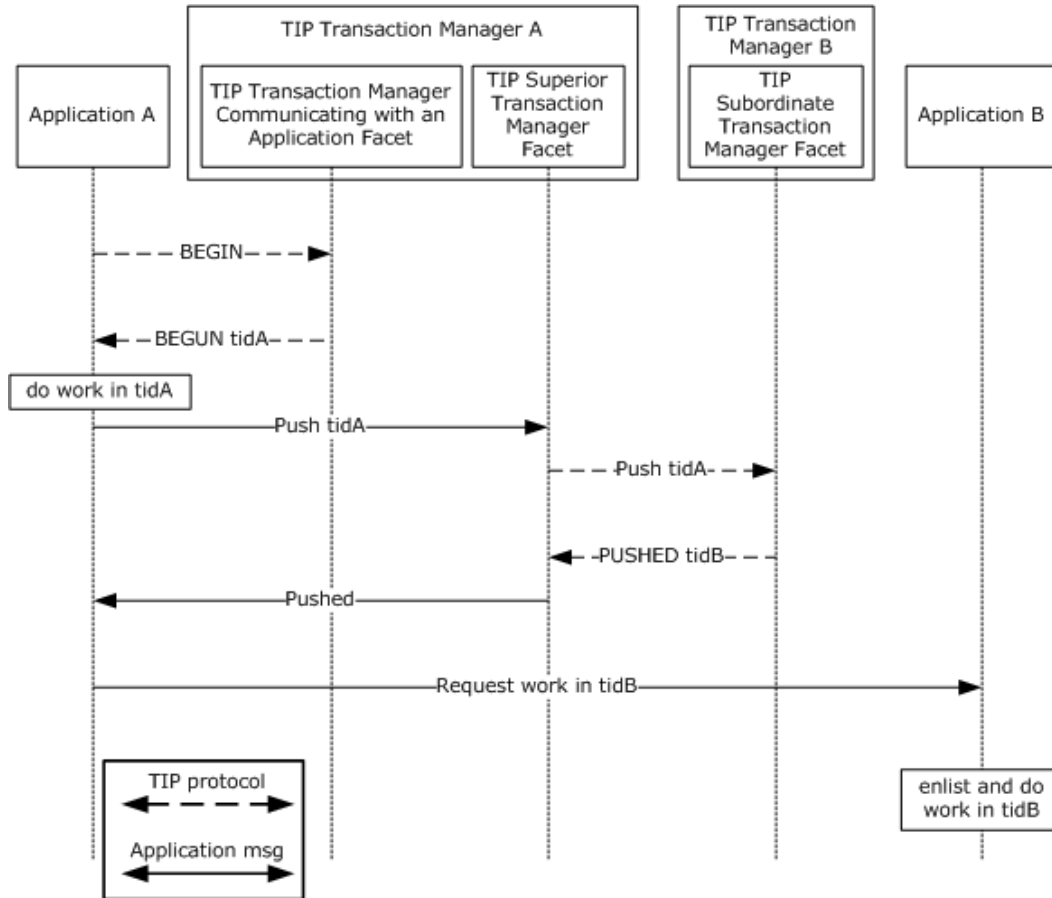 TIP Transaction Manager A
TIP Transaction
Manager B
Application A
TIP Transaction Manager
Communicating with an
Application Facet
TIP Superior
Transaction
Manager
Facet
TIP
Subordinate
Transaction
Manager Facet
Application B
BEGIN
BEGUN tidA
do work in tidA
Push tidA
Push tidA
PUSHED tidB
Pushed
Request work in tidB
enlist and do
work in tidB
TIP protocol
Application msg